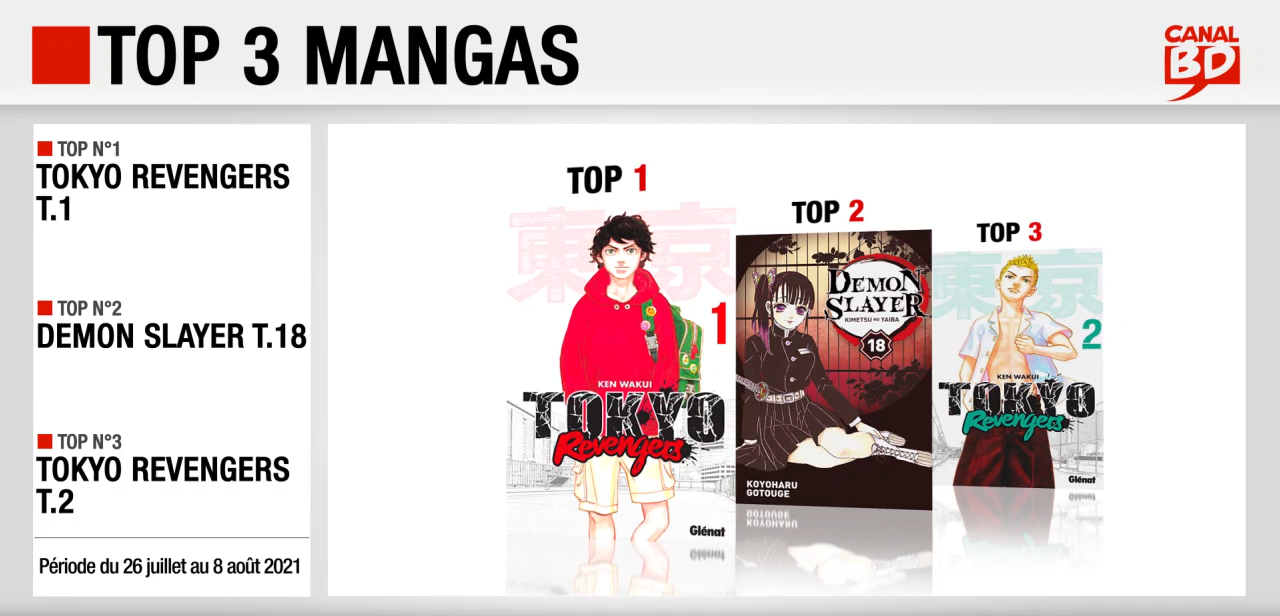 TOP 3 MANGAS
CANAL
BD
TOP N°1
TOKYO REVENGERS
T.1
TOP N°2
DEMON SLAYER T.18
TOP N°3
TOKYO REVENGERS
T.2
Période du 26 juillet au 8 août 2021
TOP 1
東京
1
KEN WAKUI
TOKYO
Revengers
Glénat
TOP 2
DEMON
SLAYER
KIMETSU NO YAIBA
18
KOYOHARU
GOTOUGE
TOP 3
東京
2
KEN WAKUI
TOKYO
Revengers
Glénat